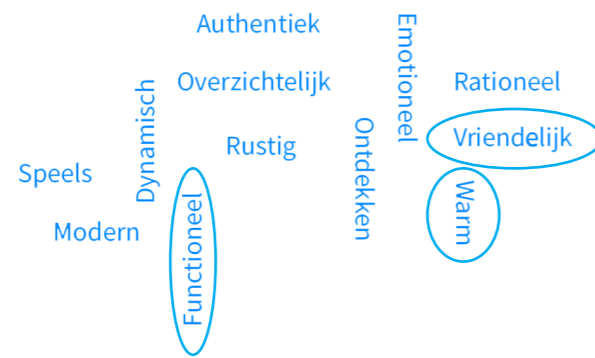 Authentiek
Emotioneel
Overzichtelijk
Rationeel
Dynamisch
Rustig
Ontdekken
Vriendelijk
Speels
Functioneel
Warm
Modern